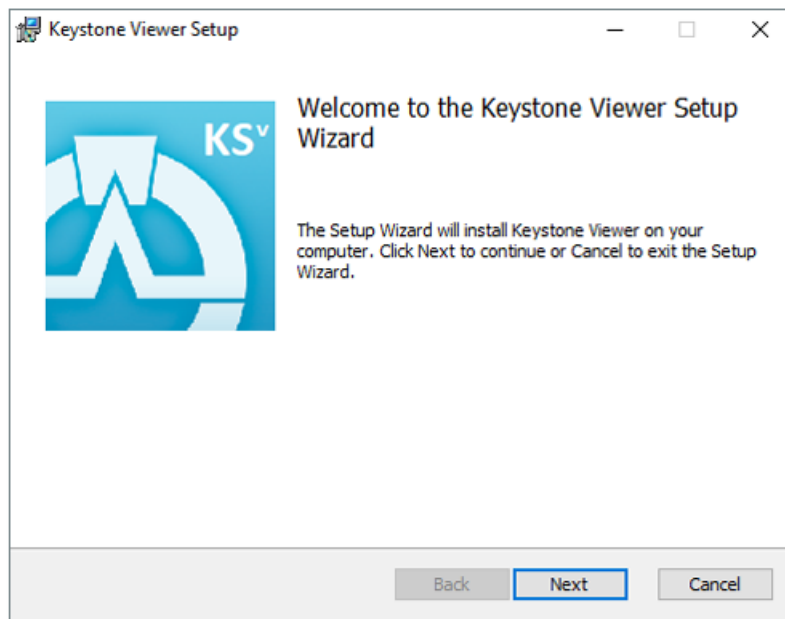 Keystone Viewer Setup
KSv
Welcome to the Keystone Viewer Setup
Wizard
The Setup Wizard will install Keystone Viewer on your
computer. Click Next to continue or Cancel to exit the Setup
Wizard.
Back
Next
Cancel